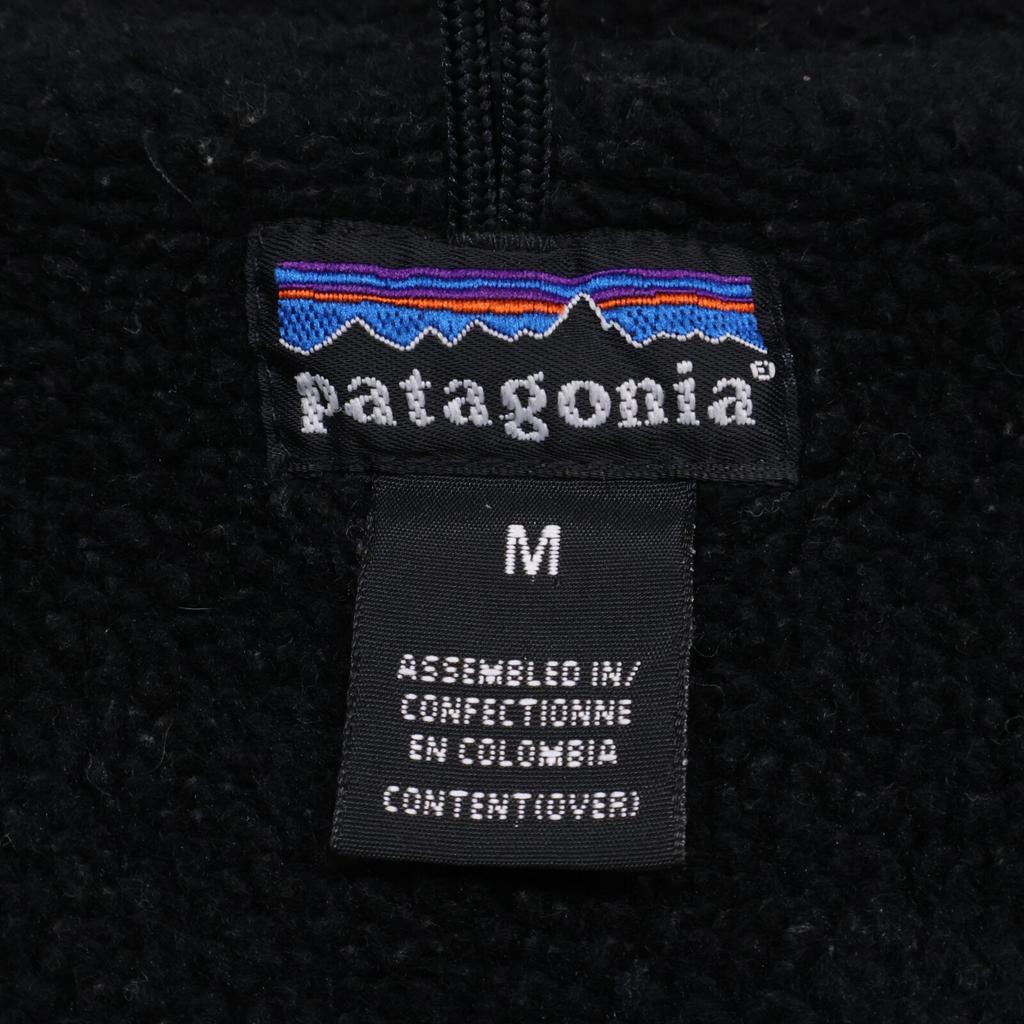 patagonia®
M
ASSEMBLED IN/
CONFECTIONNE
EN COLOMBIA
CONTENT(OVER)